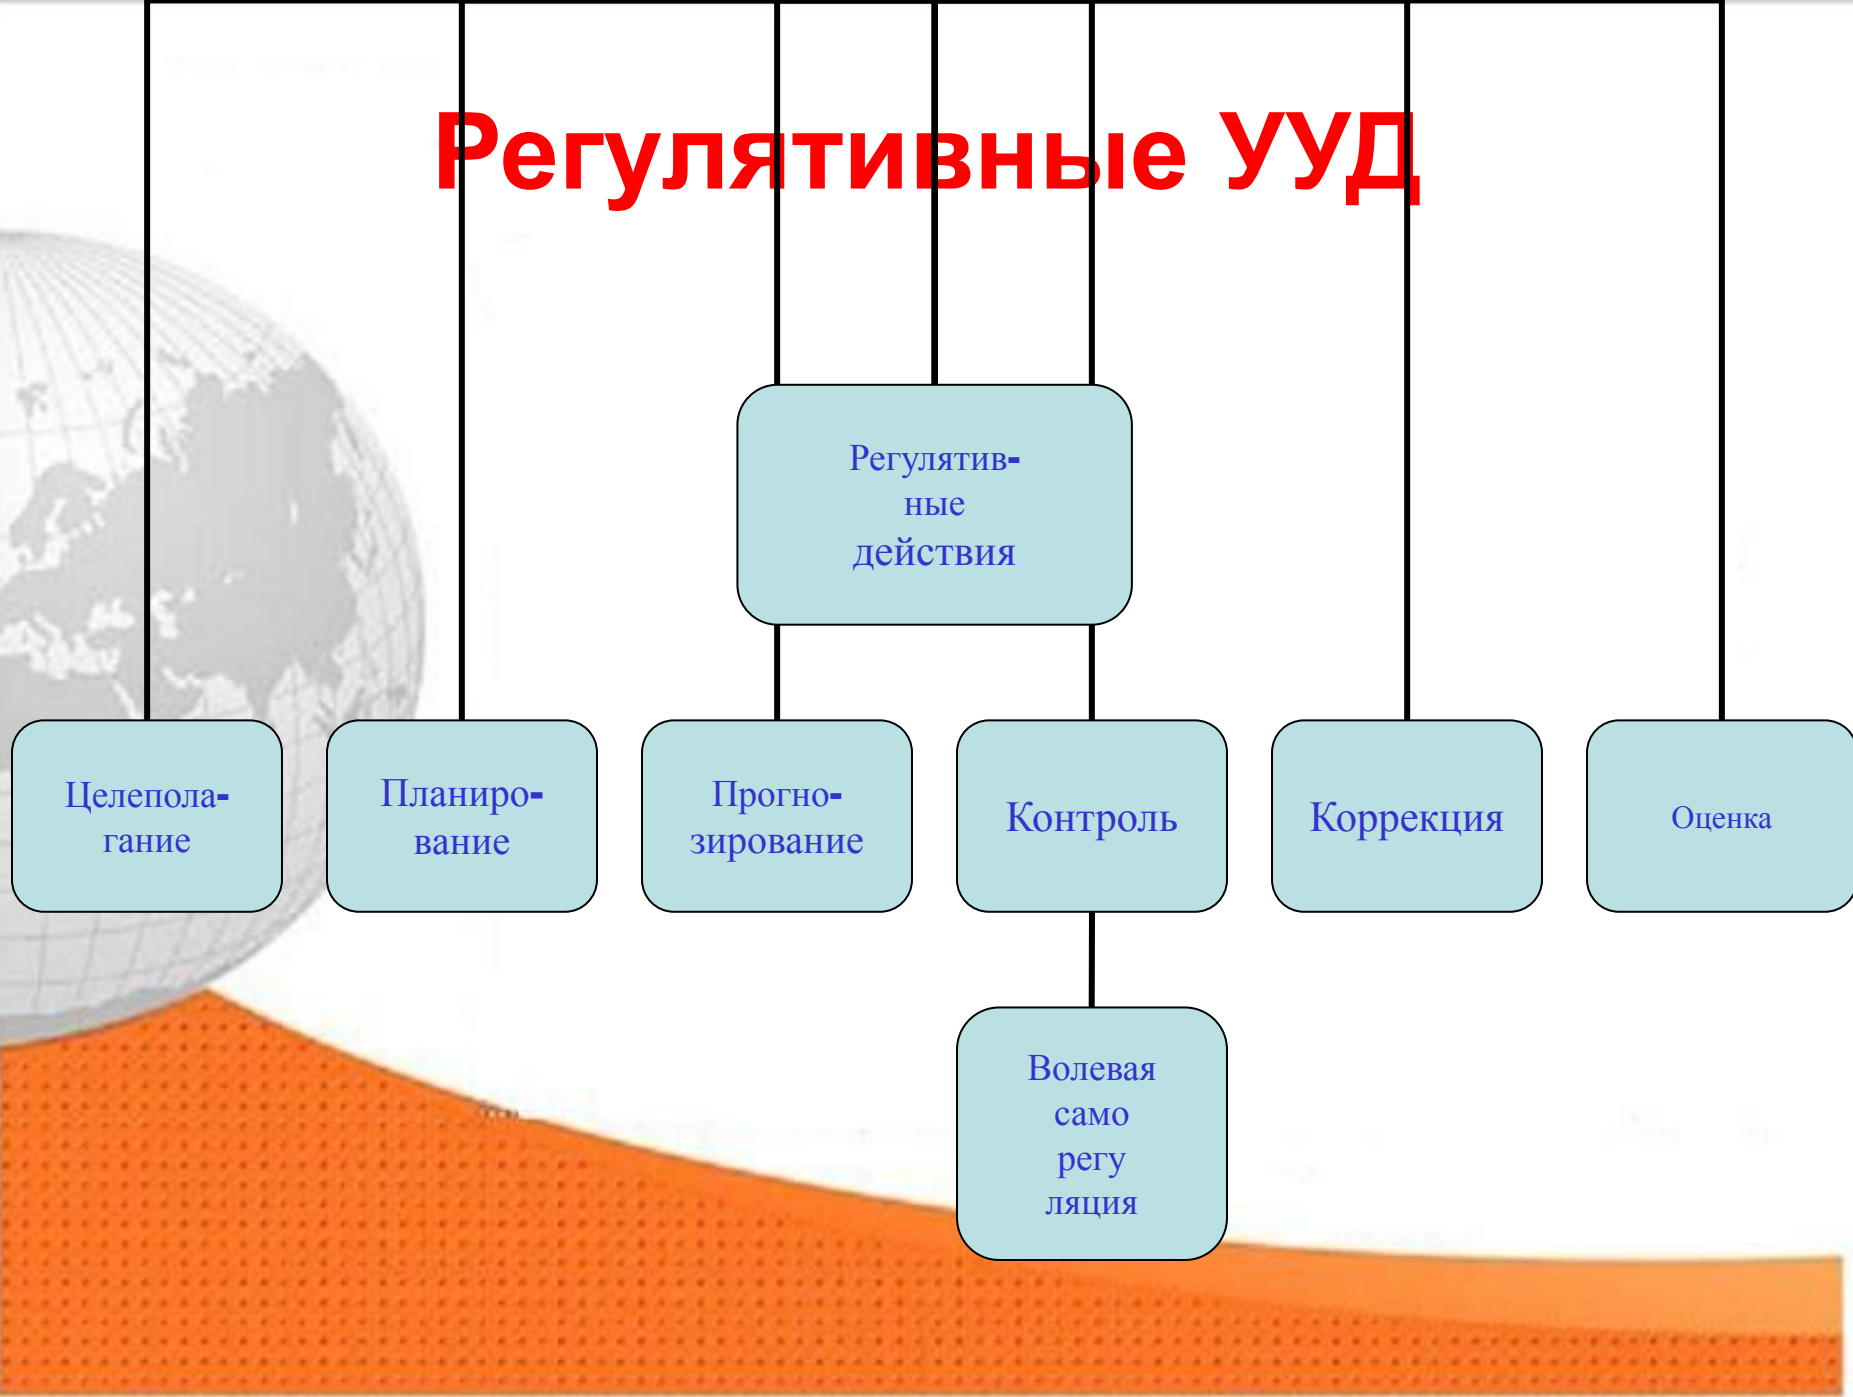 Регулятивные УУД
Регулятив-
ные
действия
Целепола-
гание
Планиро-
вание
Прогно-
зирование
Контроль
Коррекция
Оценка
Волевая
само
регу
ляция